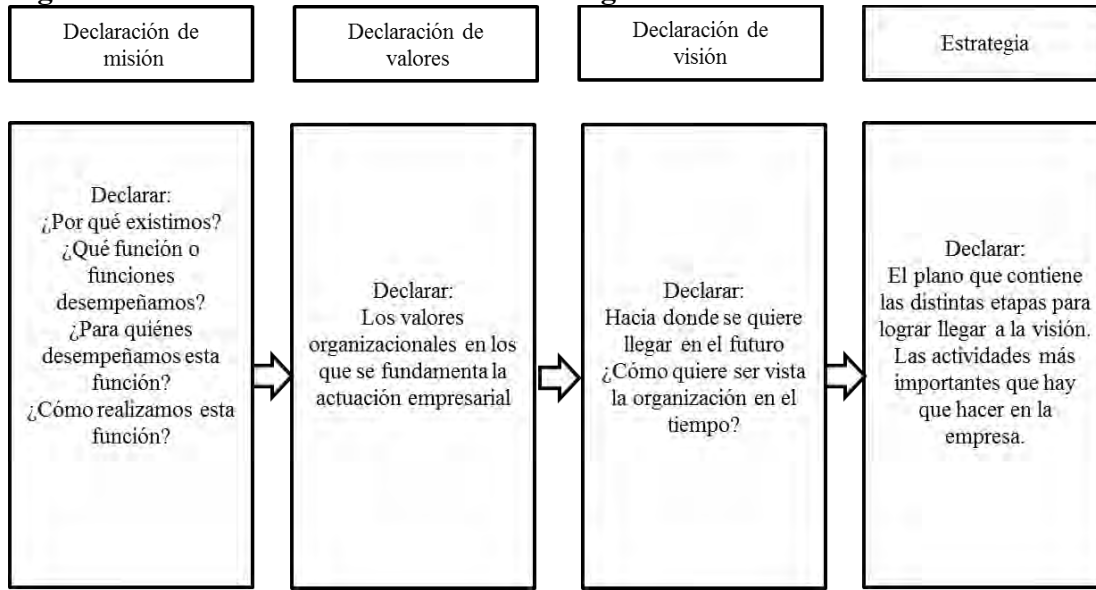 Declaración de
misión
Declaración de
valores
Declaración de
visión
Estrategia
Declarar:
¿Por qué existimos?
¿Qué función o
funciones
desempeñamos?
¿Para quiénes
desempeñamos esta
función?
¿Cómo realizamos esta
función?
Declarar:
Los valores
organizacionales en los
que se fundamenta la
actuación empresarial
Declarar:
Hacia donde se quiere
llegar en el futuro
¿Cómo quiere ser vista
la organización en el
tiempo?
Declarar:
El plano que contiene
las distintas etapas para
lograr llegar a la visión.
Las actividades más
importantes que hay
que hacer en la
empresa.